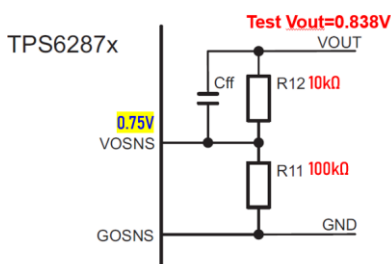 Test Vout=0.838V
TPS6287x
VOUT
Cff
R12 10kΩ
0.75V
VOSNS
R11 100kΩ
GOSNS
GND